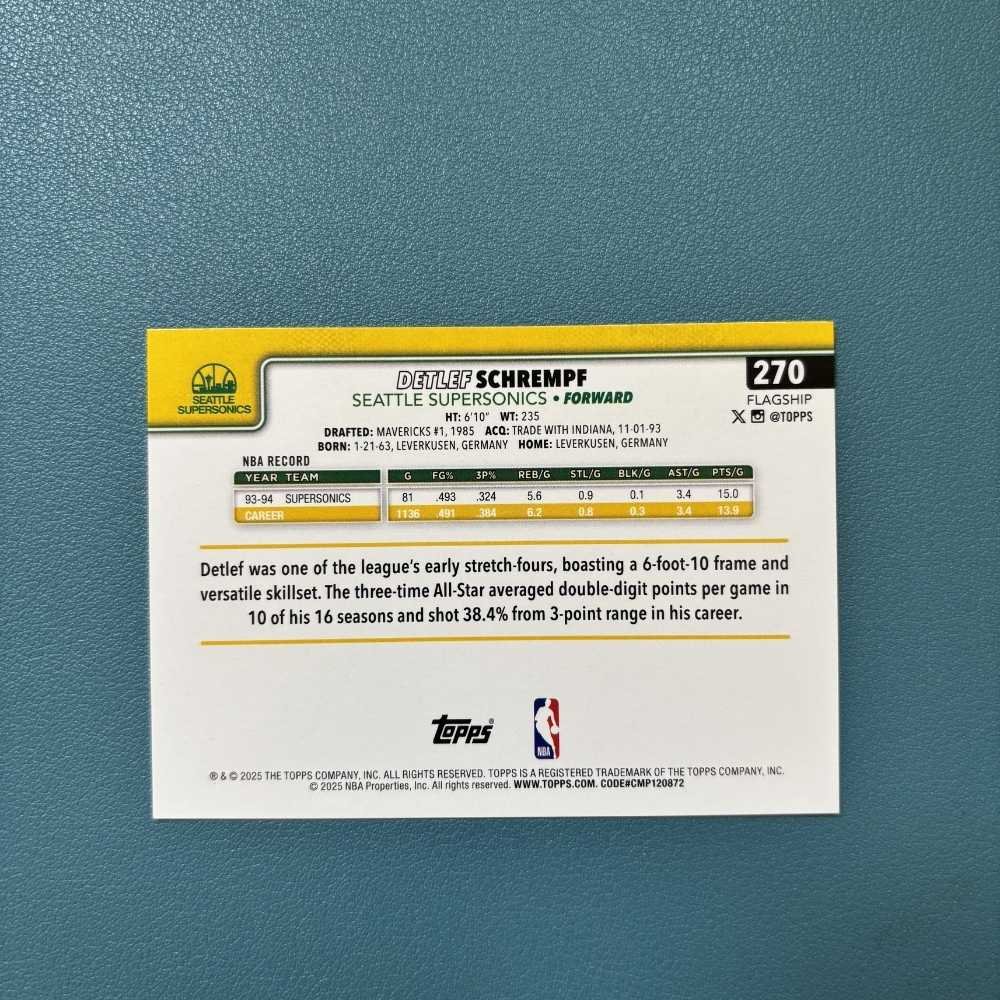 SEATTLE
SUPERSONICS
DETLEF SCHREMPF
SEATTLE SUPERSONICS • FORWARD
270
FLAGSHIP
@TOPPS
HT: 6'10" WT: 235
DRAFTED: MAVERICKS #1, 1985 ACQ: TRADE WITH INDIANA, 11-01-93
BORN: 1-21-63, LEVERKUSEN, GERMANY HOME: LEVERKUSEN, GERMANY
NBA RECORD
YEAR TEAM G FG% 3P% REB/G STL/G BLK/G AST/G PTS/G
93-94 SUPERSONICS 81 .493 .324 5.6 0.9 0.1 3.4 15.0
CAREER 1136 .491 .384 6.2 0.8 0.3 3.4 13.9
Detlef was one of the league's early stretch-fours, boasting a 6-foot-10 frame and
versatile skillset. The three-time All-Star averaged double-digit points per game in
10 of his 16 seasons and shot 38.4% from 3-point range in his career.
topps®
NBA
® & © 2025 THE TOPPS COMPANY, INC. ALL RIGHTS RESERVED. TOPPS IS A REGISTERED TRADEMARK OF THE TOPPS COMPANY, INC.
© 2025 NBA Properties, Inc. All rights reserved. WWW.TOPPS.COM. CODE#CMP120872